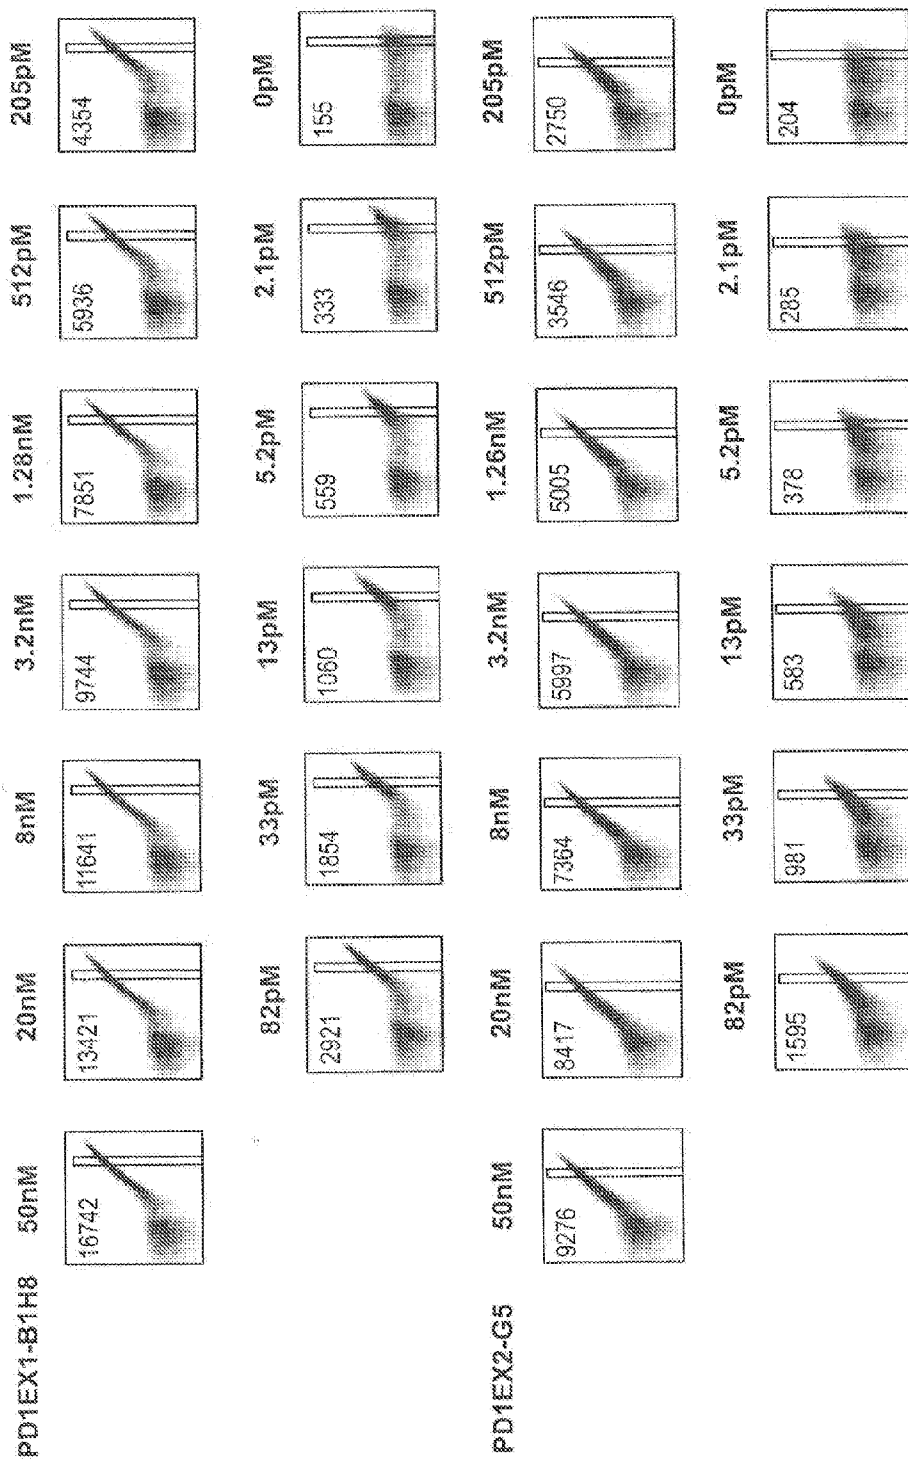 PD1EX1-B1H8 50nM 20nM 8nM 3.2nM 1.28nM 512pM 205pM
16742 13421 11641 9744 7851 5936 4354
82pM 33pM 13pM 5.2pM 2.1pM 0pM
2921 1854 1060 559 333 155
PD1EX2-G5 50nM 20nM 8nM 3.2nM 1.26nM 512pM 205pM
9276 8417 7364 5997 5005 3546 2750
82pM 33pM 13pM 5.2pM 2.1pM 0pM
1595 981 583 378 285 204